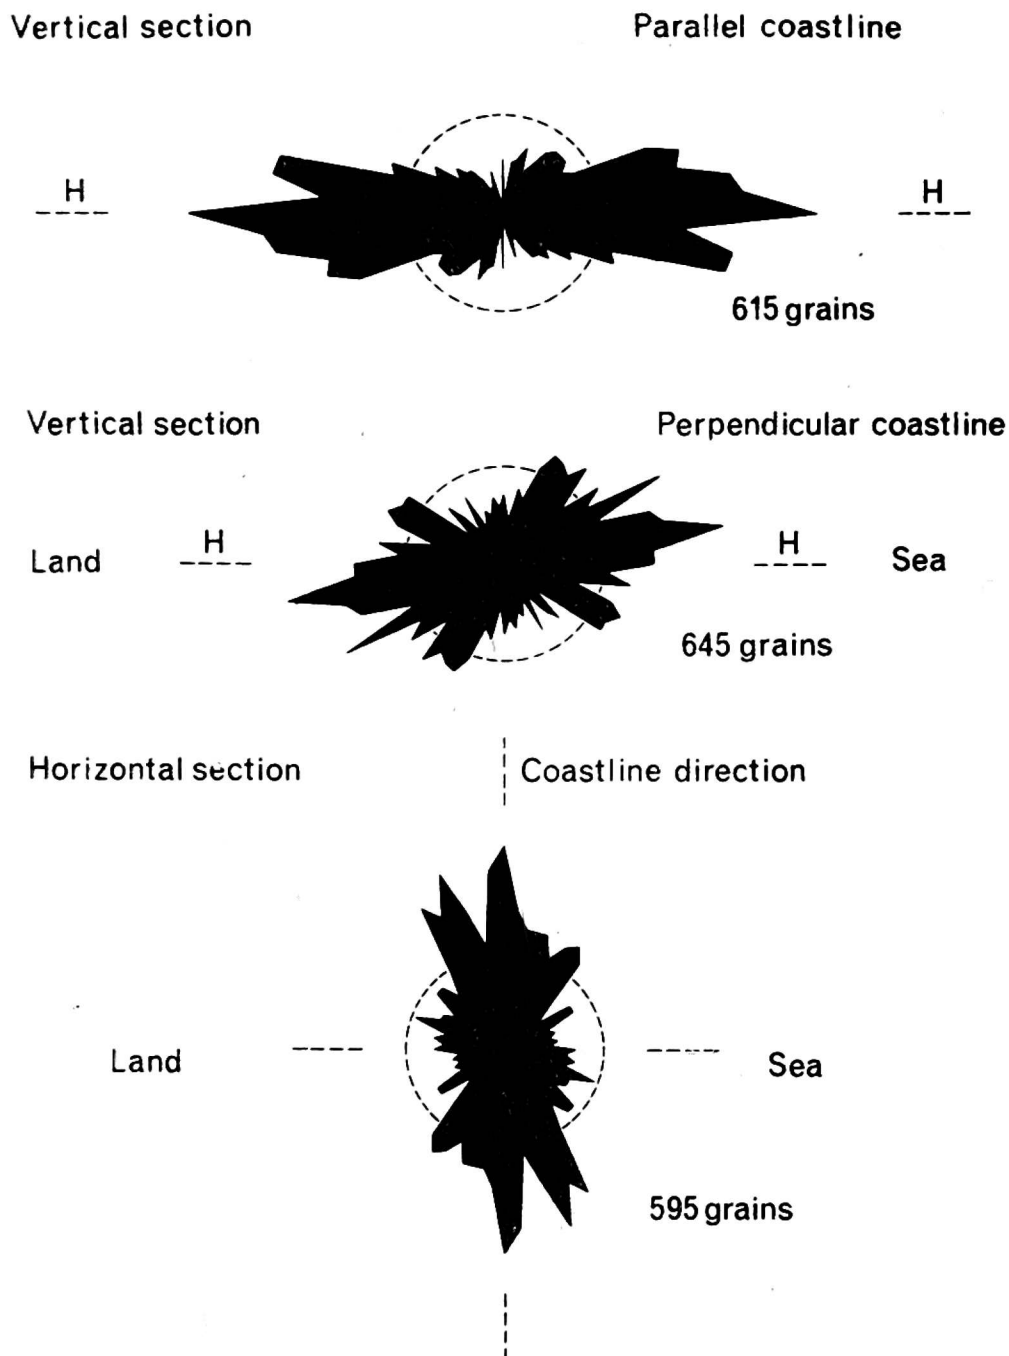 Vertical section
Parallel coastline
H
H
615 grains
Vertical section
Perpendicular coastline
H
H
Land
Sea
645 grains
Horizontal section
Coastline direction
Land
Sea
595 grains